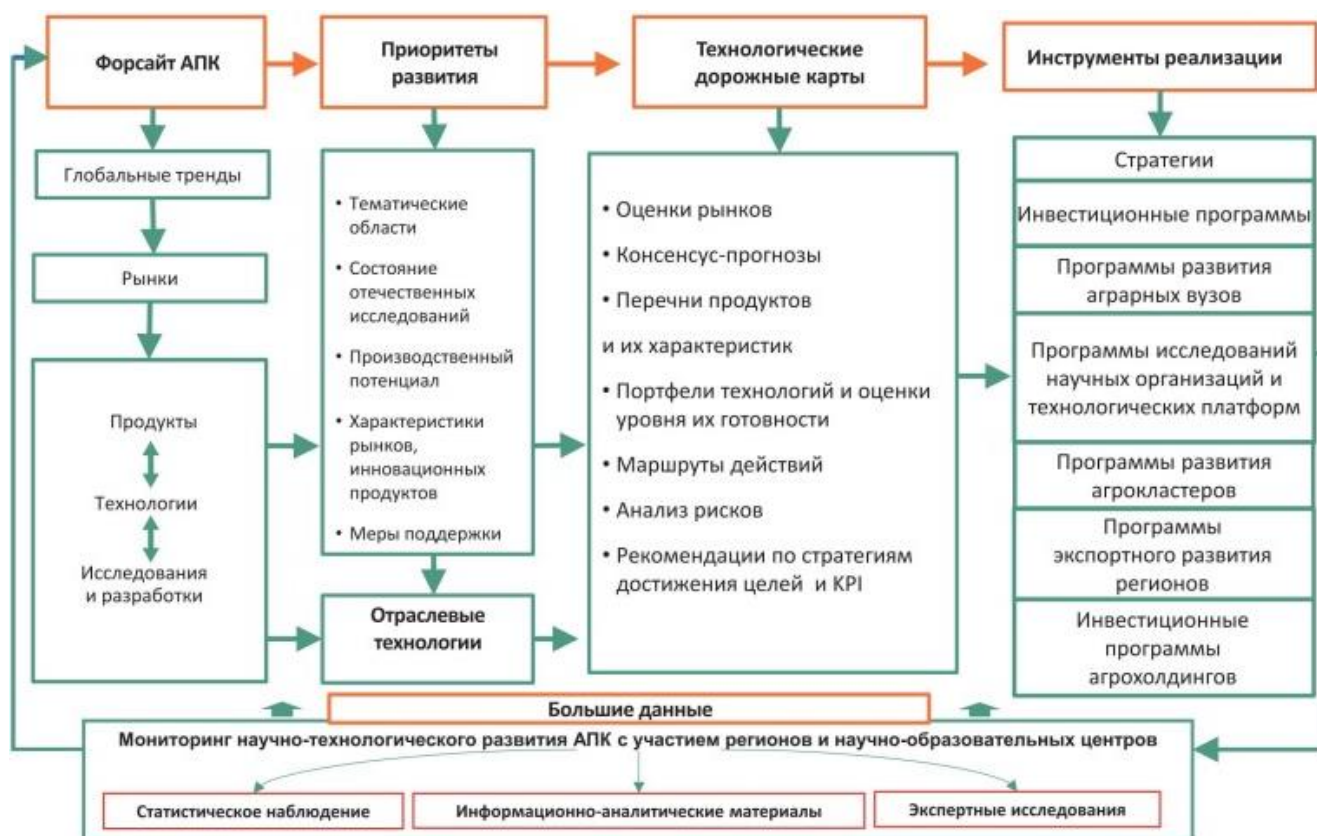 Форсайт АПК
Приоритеты
развития
Технологические
дорожные карты
Инструменты реализации
Глобальные тренды
Рынки
Продукты
Технологии
Исследования
и разработки
• Тематические
области
• Состояние
отечественных
исследований
• Производственный
потенциал
• Характеристики
рынков,
инновационных
продуктов
• Меры поддержки
Отраслевые
технологии
• Оценки рынков
• Консенсус-прогнозы
• Перечни продуктов
и их характеристик
• Портфели технологий и оценки
уровня их готовности
• Маршруты действий
• Анализ рисков
• Рекомендации по стратегиям
достижения целей и KPI
Стратегии
Инвестиционные программы
Программы развития
аграрных вузов
Программы исследований
научных организаций и
технологических платформ
Программы развития
агрокластеров
Программы
экспортного развития
регионов
Инвестиционные
программы
агрохолдингов
Большие данные
Мониторинг научно-технологического развития АПК с участием регионов и научно-образовательных центров
Статистическое наблюдение
Информационно-аналитические материалы
Экспертные исследования